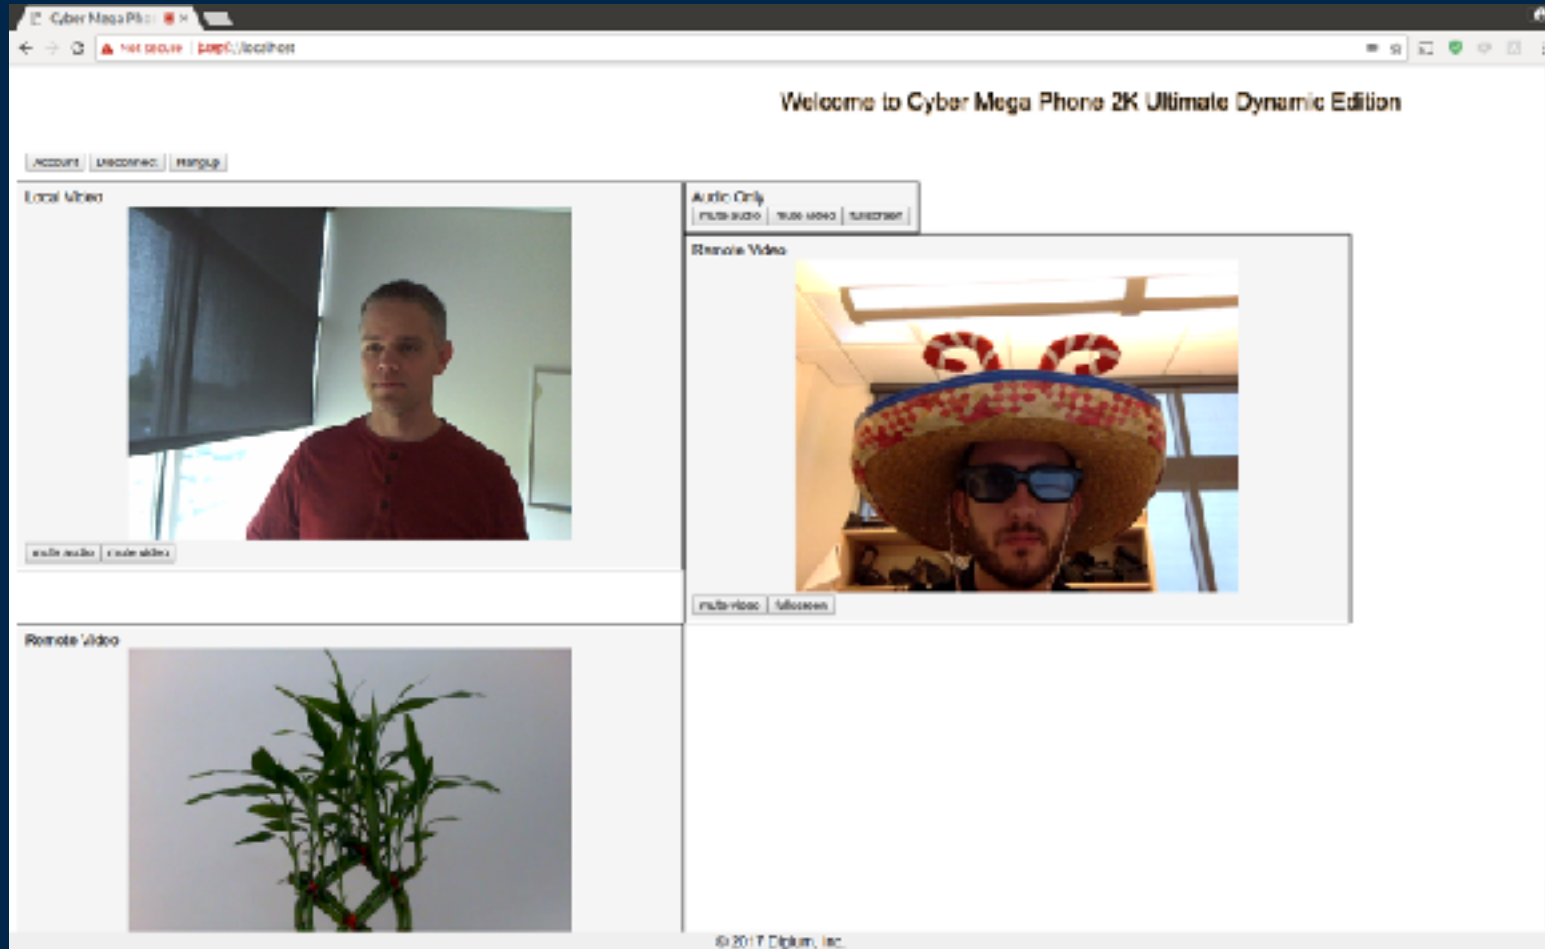 Cyber Mega Pho
Not secure | https://localhost
Welcome to Cyber Mega Phone 2K Ultimate Dynamic Edition
Account Disconnect Hangup
Local Video
mute audio mute video
Audio Only
mute audio mute video fullscreen
Remote Video
mute video fullscreen
Remote Video
© 2017 Digium, Inc.